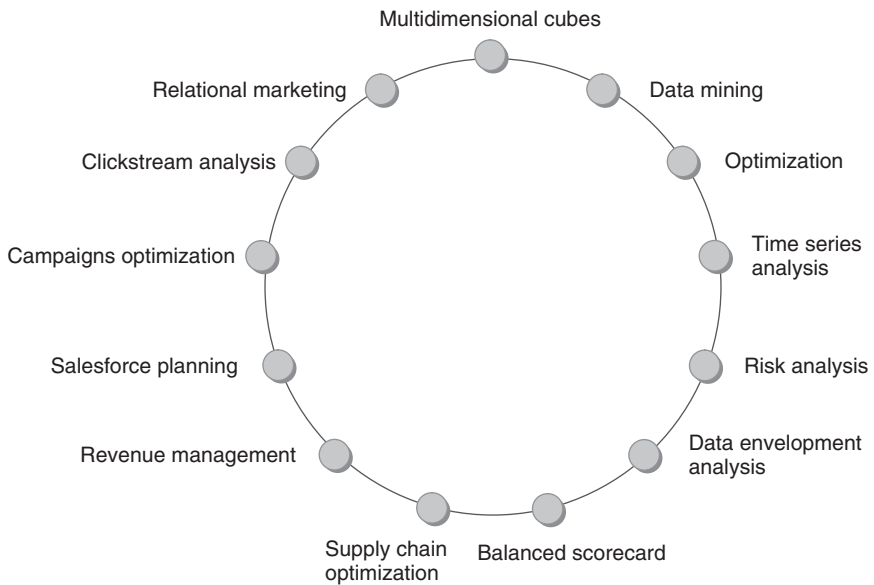 Multidimensional cubes
Relational marketing
Data mining
Clickstream analysis
Optimization
Campaigns optimization
Time series
analysis
Salesforce planning
Risk analysis
Revenue management
Data envelopment
analysis
Supply chain
optimization
Balanced scorecard